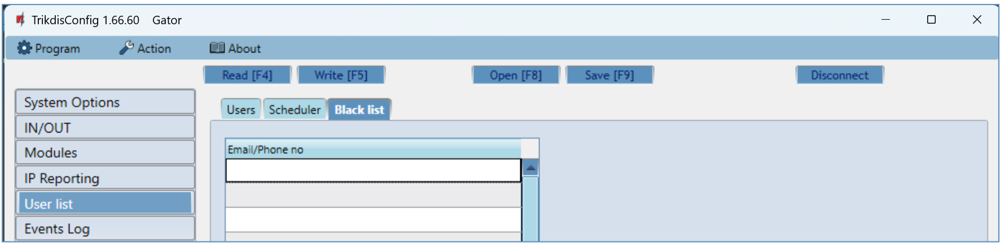 TrikdisConfig 1.66.60 Gator
Program Action About
Read [F4] Write [F5] Open [F8] Save [F9] Disconnect
System Options
IN/OUT
Modules
IP Reporting
User list
Events Log
Users Scheduler Black list
Email/Phone no